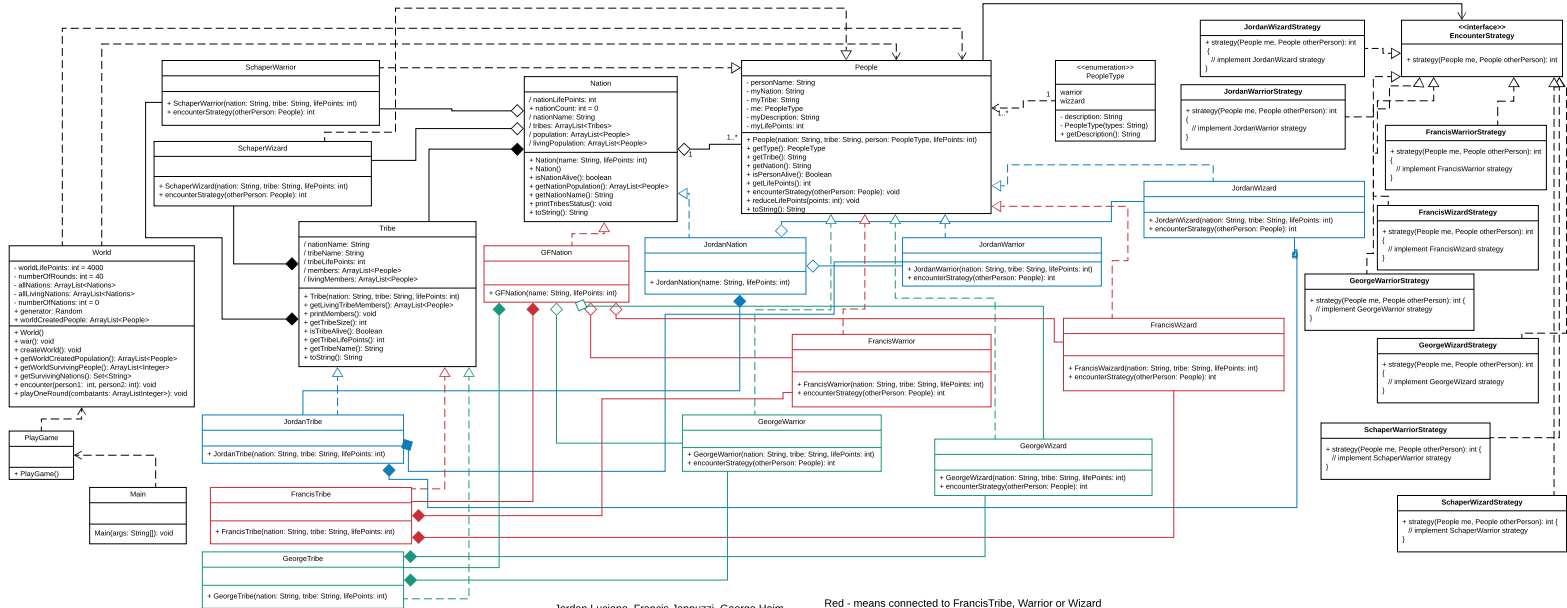 SchaperWarrior
+ SchaperWarrior(nation: String, tribe: String, lifePoints: int)
+ encounterStrategy(otherPerson: People): int
SchaperWizard
+ SchaperWizard(nation: String, tribe: String, lifePoints: int)
+ encounterStrategy(otherPerson: People): int
Nation
/ nationLifePoints: int
+ nationCount: int = 0
/ nationName: String
/ tribes: ArrayList<Tribes>
/ population: ArrayList<People>
/ livingPopulation: ArrayList<People>
+ Nation(name: String, lifePoints: int)
+ Nation()
+ isNationAlive(): boolean
+ getNationPopulation(): ArrayList<People>
+ getNationName(): String
+ printTribesStatus(): void
+ toString(): String
1..*
1
People
- personName: String
- myNation: String
- myTribe: String
- me: PeopleType
- myDescription: String
- myLifePoints: int
+ People(nation: String, tribe: String, person: PeopleType, lifePoints: int)
+ getType(): PeopleType
+ getTribe(): String
+ getNation(): String
+ isPersonAlive(): Boolean
+ getLifePoints(): int
+ encounterStrategy(otherPerson: People): void
+ reduceLifePoints(points: int): void
+ toString(): String
1
1..*
<<enumeration>>
PeopleType
warrior
wizzard
- description: String
- PeopleType(types: String)
+ getDescription(): String
JordanWizardStrategy
+ strategy(People me, People otherPerson): int
{
// implement JordanWizard strategy
}
<<interface>>
EncounterStrategy
+ strategy(People me, People otherPerson): int
JordanWarriorStrategy
+ strategy(People me, People otherPerson): int
{
// implement JordanWarrior strategy
}
FrancisWarriorStrategy
+ strategy(People me, People otherPerson): int
{
// implement FrancisWarrior strategy
}
FrancisWizardStrategy
+ strategy(People me, People otherPerson): int
{
// implement FrancisWizard strategy
}
GeorgeWarriorStrategy
+ strategy(People me, People otherPerson): int {
// implement GeorgeWarrior strategy
}
GeorgeWizardStrategy
+ strategy(People me, People otherPerson): int
{
// implement GeorgeWizard strategy
}
SchaperWarriorStrategy
+ strategy(People me, People otherPerson): int {
// implement SchaperWarrior strategy
}
SchaperWizardStrategy
+ strategy(People me, People otherPerson): int {
// implement SchaperWarrior strategy
}
World
- worldLifePoints: int = 4000
- numberOfRounds: int = 40
- allNations: ArrayList<Nations>
- allLivingNations: ArrayList<Nations>
- numberOfNations: int = 0
+ generator: Random
+ worldCreatedPeople: ArrayList<People>
+ World()
+ war(): void
+ createWorld(): void
+ getWorldCreatedPopulation(): ArrayList<People>
+ getWorldSurvivingPeople(): ArrayList<Integer>
+ getSurvivingNations(): Set<String>
+ encounter(person1: int, person2: int): void
+ playOneRound(combatants: ArrayListInteger>): void
Tribe
/ nationName: String
/ tribeName: String
/ tribeLifePoints: int
/ members: ArrayList<People>
/ livingMembers: ArrayList<People>
+ Tribe(nation: String, tribe: String, lifePoints: int)
+ getLivingTribeMembers(): ArrayList<People>
+ printMembers(): void
+ getTribeSize(): int
+ isTribeAlive(): Boolean
+ getTribeLifePoints(): int
+ getTribeName(): String
+ toString(): String
GFNation
+ GFNation(name: String, lifePoints: int)
JordanNation
+ JordanNation(name: String, lifePoints: int)
JordanWarrior
+ JordanWarrior(nation: String, tribe: String, lifePoints: int)
+ encounterStrategy(otherPerson: People): int
JordanWizard
+ JordanWizard(nation: String, tribe: String, lifePoints: int)
+ encounterStrategy(otherPerson: People): int
FrancisWarrior
+ FrancisWarrior(nation: String, tribe: String, lifePoints: int)
+ encounterStrategy(otherPerson: People): int
FrancisWizard
+ FrancisWaizard(nation: String, tribe: String, lifePoints: int)
+ encounterStrategy(otherPerson: People): int
PlayGame
+ PlayGame()
Main
Main(args: String[]): void
JordanTribe
+ JordanTribe(nation: String, tribe: String, lifePoints: int)
GeorgeWarrior
+ GeorgeWarrior(nation: String, tribe: String, lifePoints: int)
+ encounterStrategy(otherPerson: People): int
GeorgeWizard
+ GeorgeWizard(nation: String, tribe: String, lifePoints: int)
+ encounterStrategy(otherPerson: People): int
FrancisTribe
+ FrancisTribe(nation: String, tribe: String, lifePoints: int)
GeorgeTribe
+ GeorgeTribe(nation: String, tribe: String, lifePoints: int)
Red - means connected to FrancisTribe, Warrior or Wizard